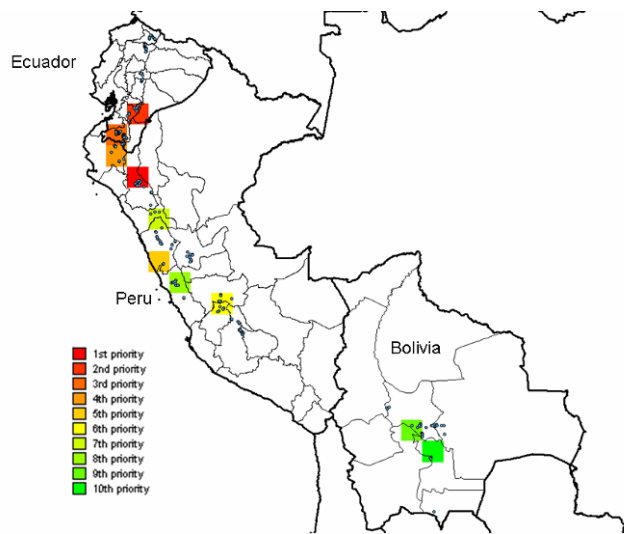 Ecuador
Peru
Bolivia
1st priority
2nd priority
3rd priority
4th priority
5th priority
6th priority
7th priority
8th priority
9th priority
10th priority